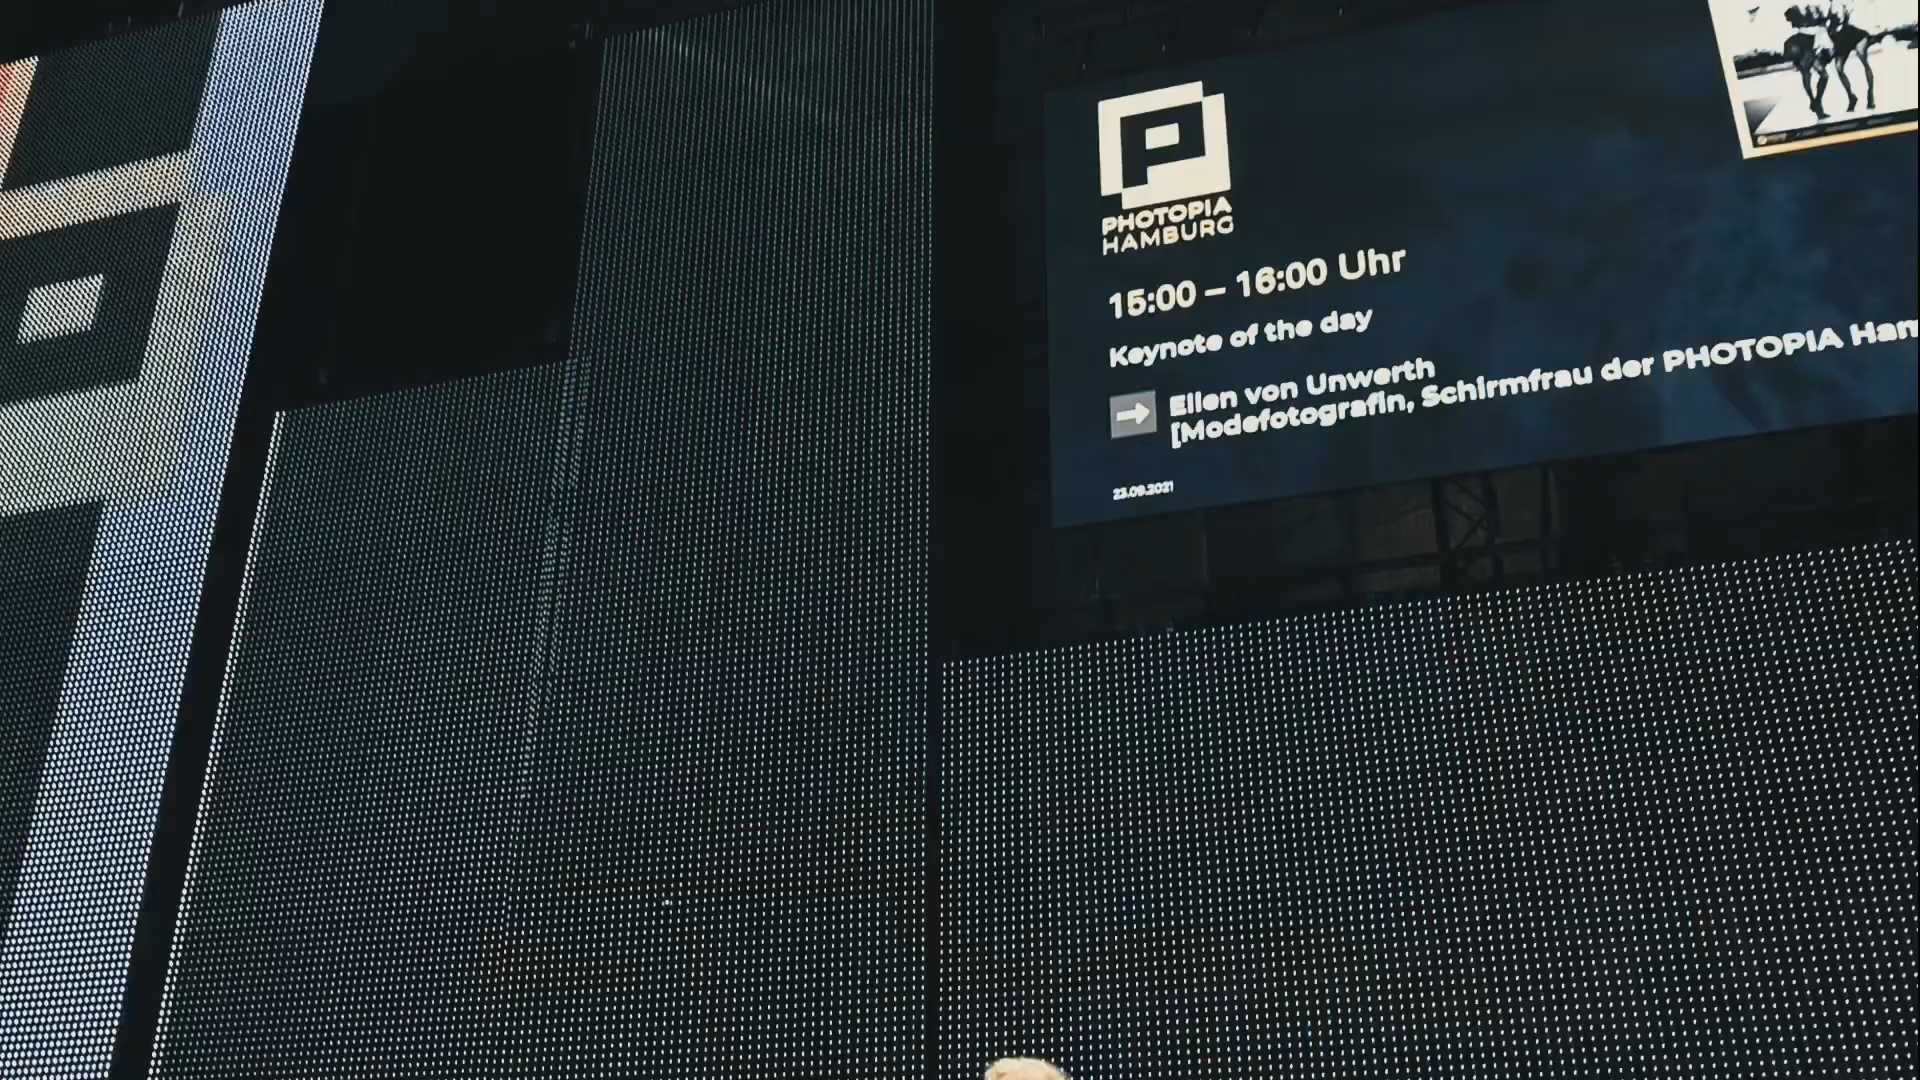 P
PHOTOPIA
HAMBURG
15:00 – 16:00 Uhr
Keynote of the day
Ellen von Unwerth
[Modefotografin, Schirmfrau der PHOTOPIA Ham
23.09.2021